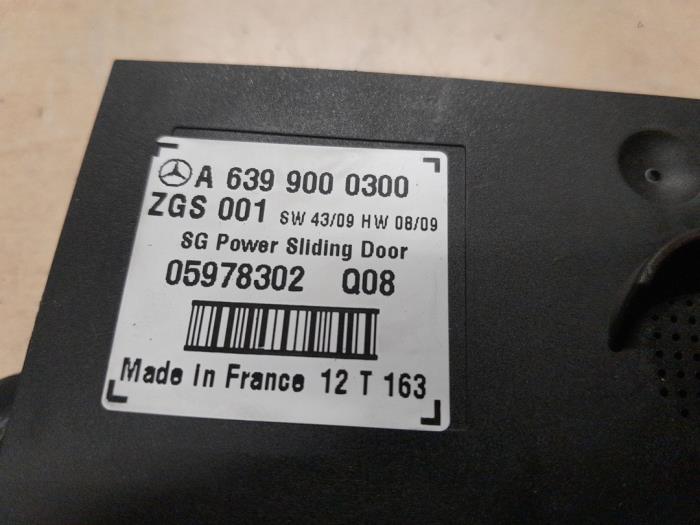 A 639 900 0300
ZGS 001 SW 43/09 HW 08/09
SG Power Sliding Door
05978302 Q08
Made In France 12 T 163